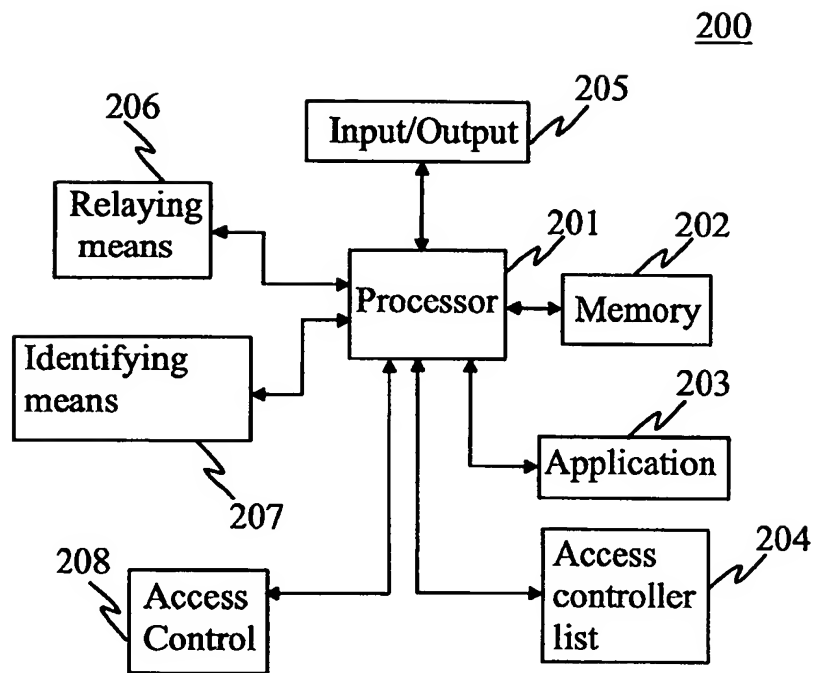 200
206
205
Input/Output
Relaying
means
201
202
Processor
Memory
Identifying
means
203
Application
207
208
Access
Control
Access
controller
list
204